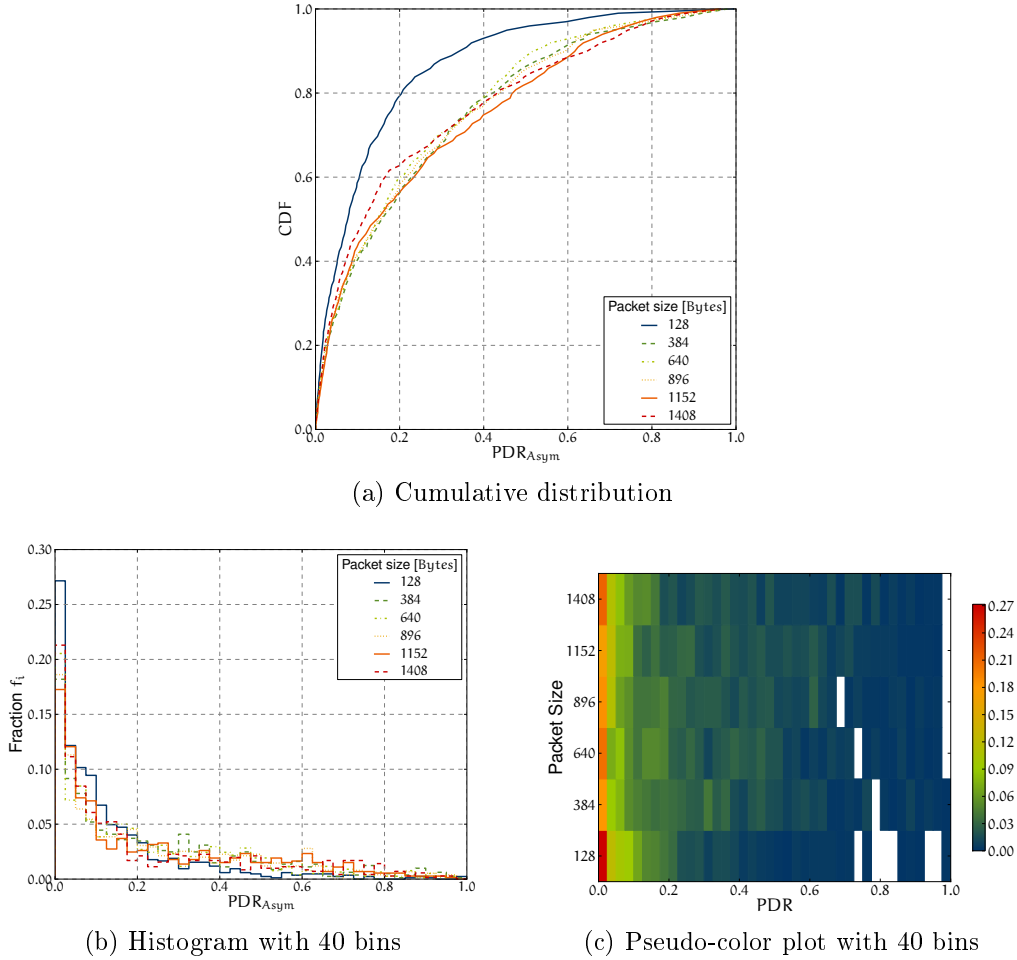 1.0
0.8
0.6
0.4
0.2
0.0
CDF
0.0 0.2 0.4 0.6 0.8 1.0
PDR_Asym
Packet size [Bytes]
128
384
640
896
1152
1408
(a) Cumulative distribution
0.30
0.25
0.20
0.15
0.10
0.05
0.00
Fraction f_i
0.0 0.2 0.4 0.6 0.8 1.0
PDR_Asym
Packet size [Bytes]
128
384
640
896
1152
1408
(b) Histogram with 40 bins
1408
1152
896
640
384
128
Packet Size
0.0 0.2 0.4 0.6 0.8 1.0
PDR
0.27
0.24
0.21
0.18
0.15
0.12
0.09
0.06
0.03
0.00
(c) Pseudo-color plot with 40 bins